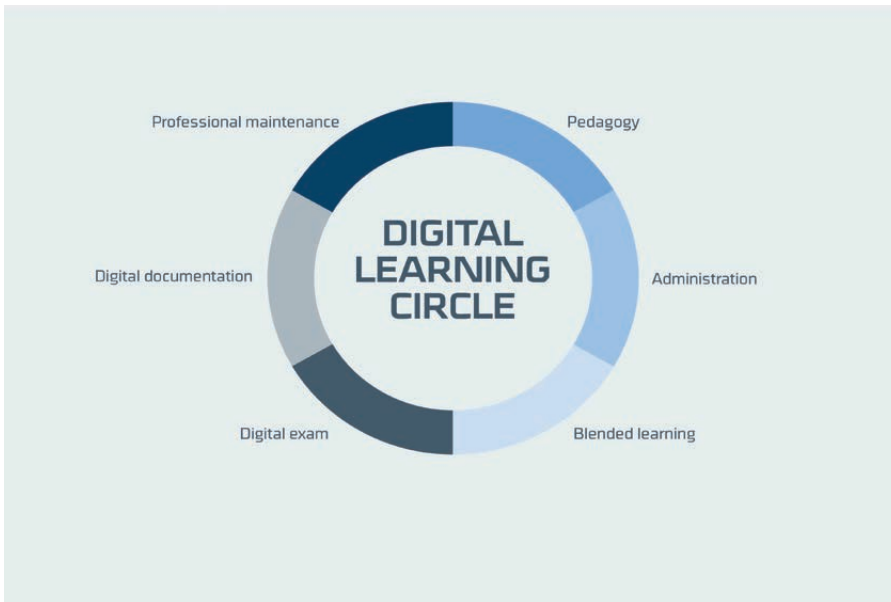 Professional maintenance
Pedagogy
DIGITAL
LEARNING
CIRCLE
Digital documentation
Administration
Digital exam
Blended learning